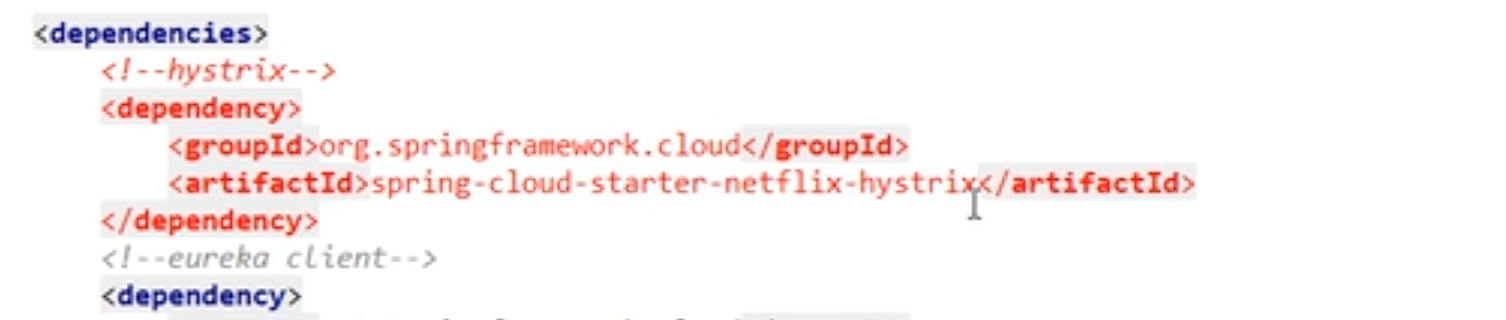 <dependencies>
<!--hystrix-->
<dependency>
<groupId>org.springframework.cloud</groupId>
<artifactId>spring-cloud-starter-netflix-hystrix</artifactId>
</dependency>
<!--eureka client-->
<dependency>